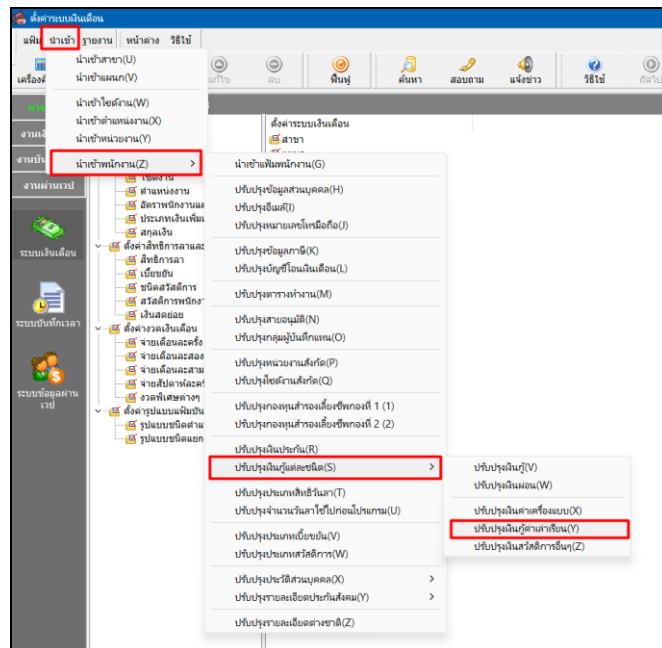 ตั้งค่าระบบเงินเดือน
แฟ้ม นำเข้า รายงาน หน้าต่าง วิธีใช้
แก้ไข ลบ ฟื้นฟู ค้นหา สอบถาม แจ้งข่าว วิธีใช้
งานผ่านเวป
ระบบเงินเดือน
ระบบบันทึกเวลา
ระบบข้อมูลผ่าน
เวป
นำเข้าสาขา(U)
นำเข้าแผนก(V)
นำเข้าไซต์งาน(W)
นำเข้าตำแหน่งงาน(X)
นำเข้าหน่วยงาน(Y)
นำเข้าพนักงาน(Z)
ตั้งค่าระบบเงินเดือน
สาขา
ไซต์งาน
ตำแหน่งงาน
อัตราพนักงานแ
ประเภทเงินเพิ่มเ
สกุลเงิน
ตั้งค่าสิทธิการลาและ
สิทธิการลา
เบี้ยขยัน
ชนิดสวัสดิการ
สวัสดิการพนักง
เงินสดย่อย
ตั้งค่างวดเงินเดือน
จ่ายเดือนละครั้ง
จ่ายเดือนละสอง
จ่ายเดือนละสาม
จ่ายสัปดาห์ละคร
งวดพิเศษต่างๆ
ตั้งค่ารูปแบบแฟ้มบัน
รูปแบบชนิดตำแ
รูปแบบชนิดแยก
นำเข้าแฟ้มพนักงาน(G)
ปรับปรุงข้อมูลส่วนบุคคล(H)
ปรับปรุงอีเมล์(I)
ปรับปรุงหมายเลขโทรมือถือ(J)
ปรับปรุงข้อมูลภาษี(K)
ปรับปรุงบัญชีโอนเงินเดือน(L)
ปรับปรุงตารางทำงาน(M)
ปรับปรุงสายอนุมัติ(N)
ปรับปรุงกลุ่มผู้บันทึกแทน(O)
ปรับปรุงหน่วยงานสังกัด(P)
ปรับปรุงไซต์งานสังกัด(Q)
ปรับปรุงกองทุนสำรองเลี้ยงชีพกองที่ 1 (1)
ปรับปรุงกองทุนสำรองเลี้ยงชีพกองที่ 2 (2)
ปรับปรุงเงินประกัน(R)
ปรับปรุงเงินกู้แต่ละชนิด(S)
ปรับปรุงประเภทสิทธิวันลา(T)
ปรับปรุงจำนวนวันลาใช้ไปก่อนโปรแกรม(U)
ปรับปรุงประเภทเบี้ยขยัน(V)
ปรับปรุงประเภทสวัสดิการ(W)
ปรับปรุงประวัติส่วนบุคคล(X)
ปรับปรุงรายละเอียดประกันสังคม(Y)
ปรับปรุงรายละเอียดต่างชาติ(Z)
ปรับปรุงเงินกู้(V)
ปรับปรุงเงินผ่อน(W)
ปรับปรุงเงินค่าเครื่องแบบ(X)
ปรับปรุงเงินกู้ค่าเล่าเรียน(Y)
ปรับปรุงเงินสวัสดิการอื่นๆ(Z)